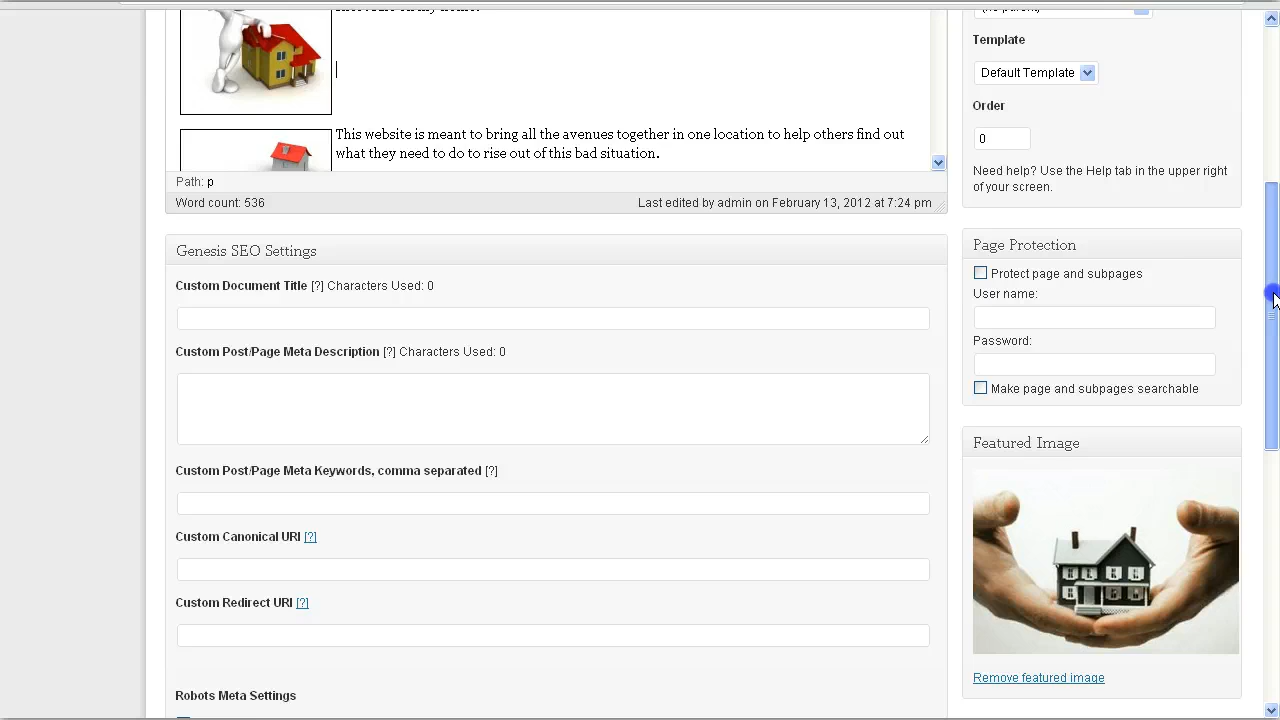 This website is meant to bring all the avenues together in one location to help others find out
what they need to do to rise out of this bad situation.
Path: p
Word count: 536
Last edited by admin on February 13, 2012 at 7:24 pm
Genesis SEO Settings
Custom Document Title [?] Characters Used: 0
Custom Post/Page Meta Description [?] Characters Used: 0
Custom Post/Page Meta Keywords, comma separated [?]
Custom Canonical URI [?]
Custom Redirect URI [?]
Robots Meta Settings
Template
Default Template
Order
0
Need help? Use the Help tab in the upper right
of your screen.
Page Protection
Protect page and subpages
User name:
Password:
Make page and subpages searchable
Featured Image
Remove featured image